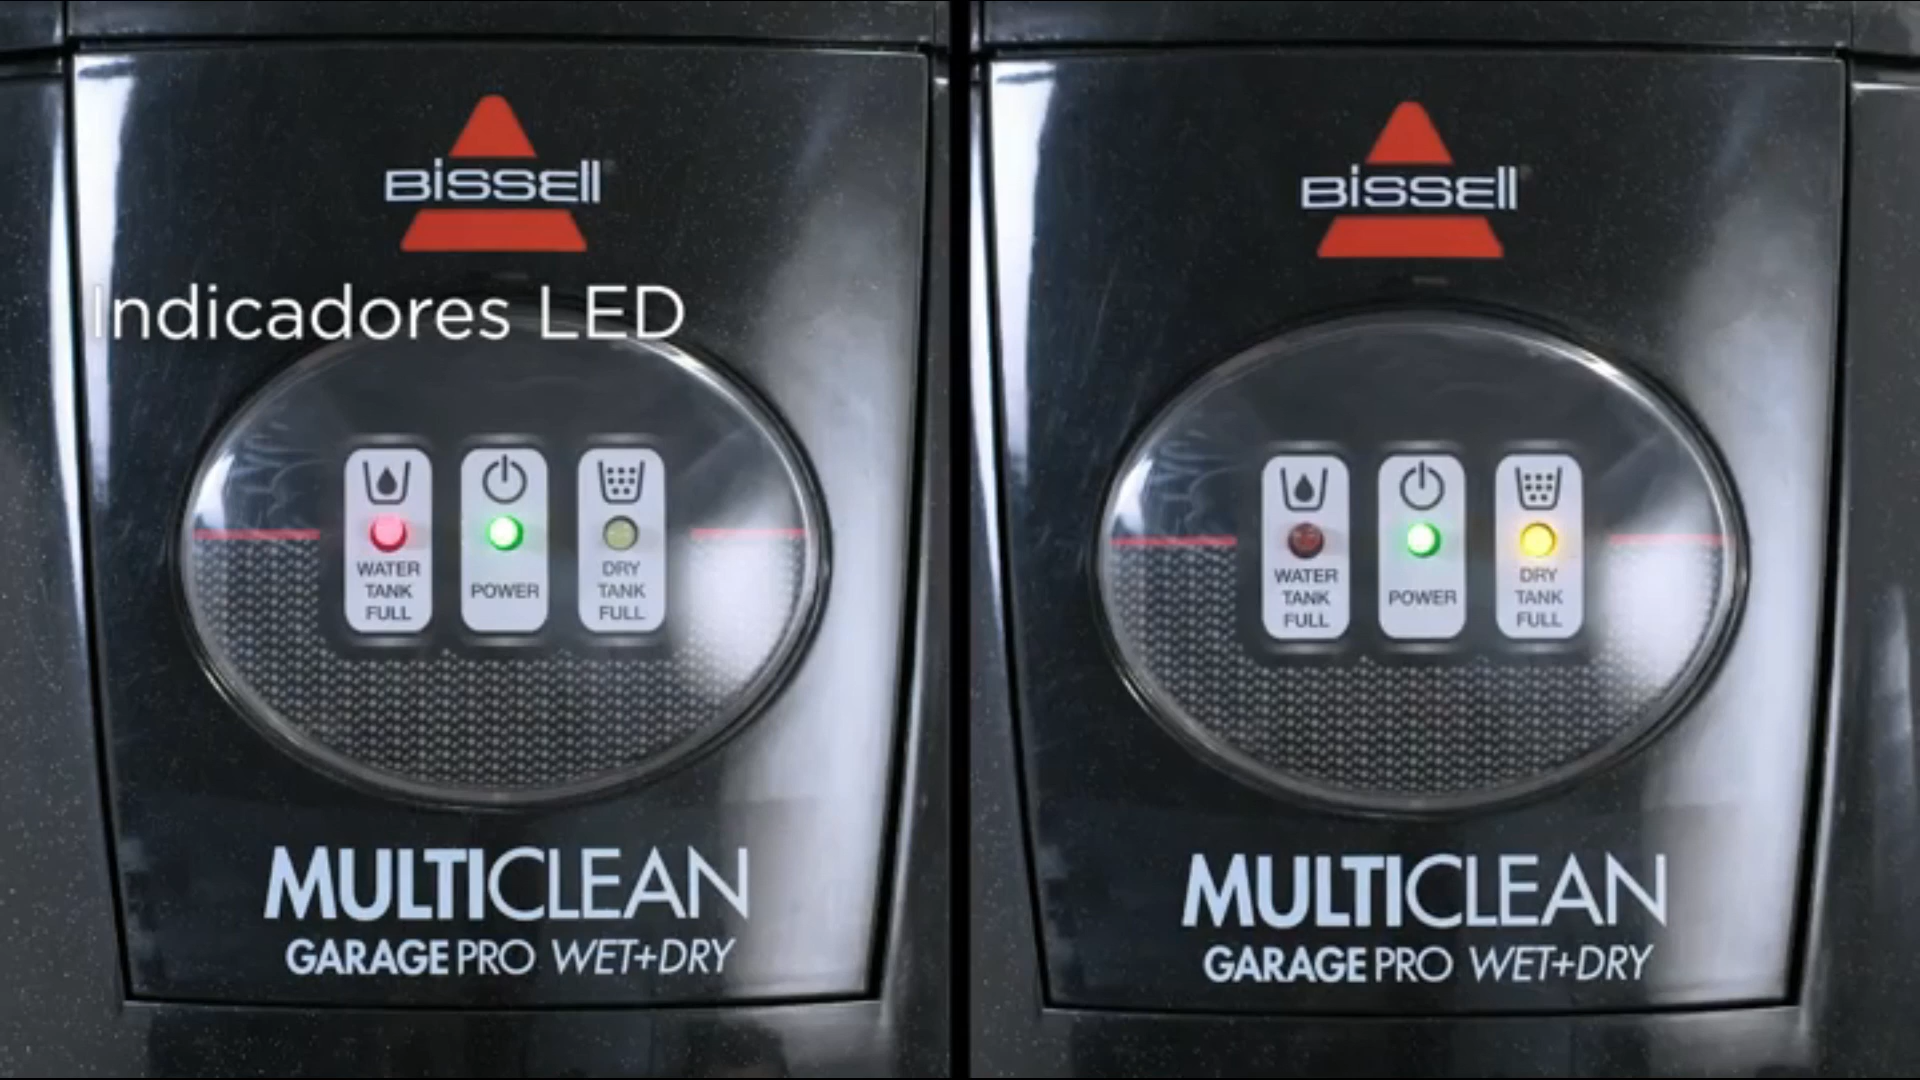 BISSELL
Indicadores LED
WATER
TANK
FULL
POWER
DRY
TANK
FULL
MULTICLEAN
GARAGE PRO WET+DRY
BISSELL
WATER
TANK
FULL
POWER
DRY
TANK
FULL
MULTICLEAN
GARAGE PRO WET+DRY